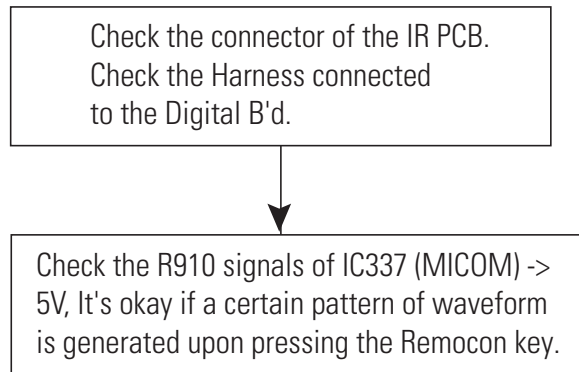 Check the connector of the IR PCB.
Check the Harness connected
to the Digital B'd.
Check the R910 signals of IC337 (MICOM) ->
5V, It's okay if a certain pattern of waveform
is generated upon pressing the Remocon key.